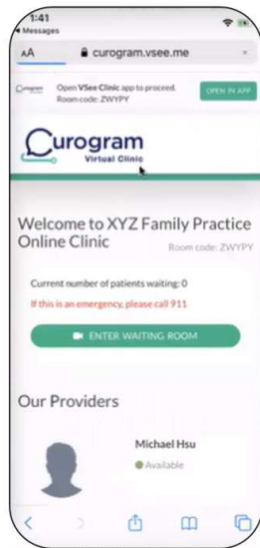 1:41
Messages
AA
curogram.vsee.me
Curogram
Open VSee Clinic app to proceed.
Room code: ZWYPY
OPEN IN APP
Curogram
Virtual Clinic
Welcome to XYZ Family Practice
Online Clinic
Room code: ZWYPY
Current number of patients waiting: 0
If this is an emergency, please call 911
ENTER WAITING ROOM
Our Providers
Michael Hsu
Available